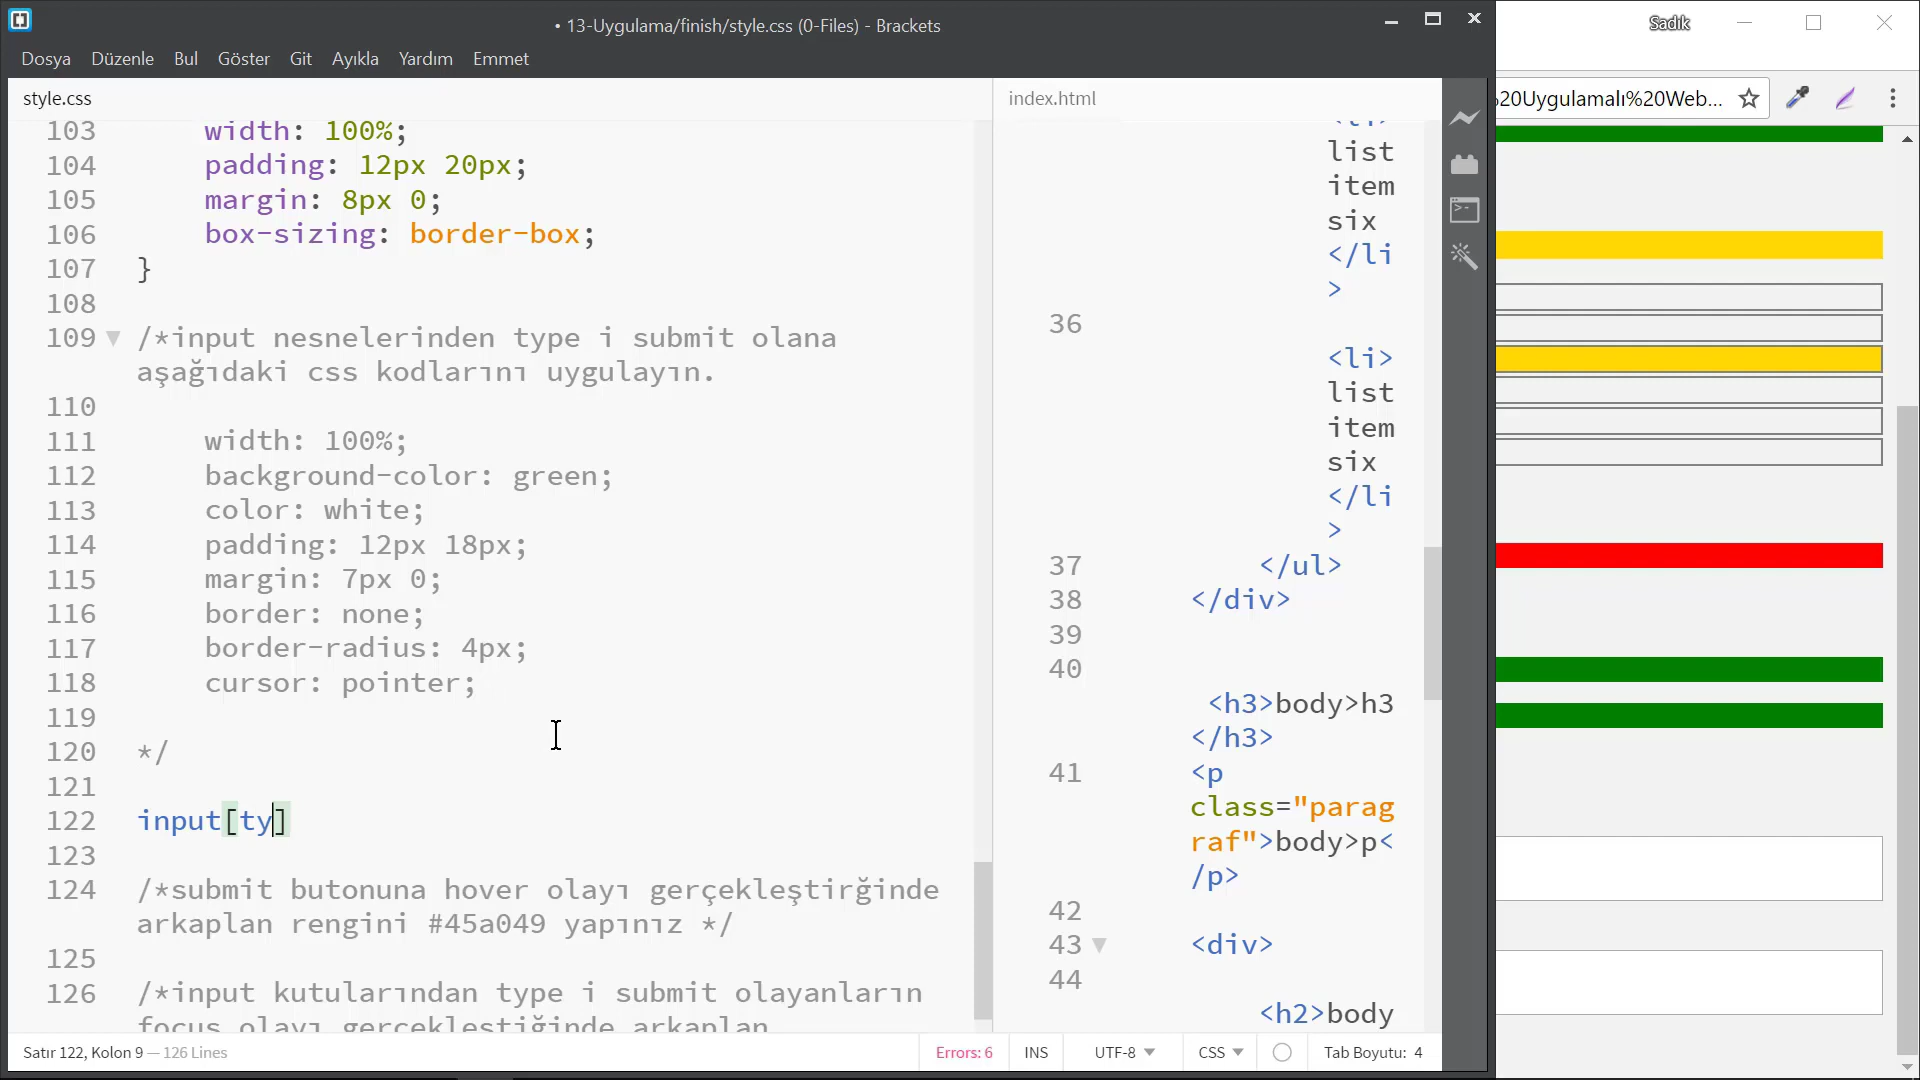 • 13-Uygulama/finish/style.css (0-Files) - Brackets
Sadık
Dosya Düzenle Bul Göster Git Ayıkla Yardım Emmet
style.css
103 width: 100%;
104 padding: 12px 20px;
105 margin: 8px 0;
106 box-sizing: border-box;
107 }
108
109 /*input nesnelerinden type i submit olana
aşağıdaki css kodlarını uygulayın.
110
111 width: 100%;
112 background-color: green;
113 color: white;
114 padding: 12px 18px;
115 margin: 7px 0;
116 border: none;
117 border-radius: 4px;
118 cursor: pointer;
119
120 */
121
122 input[ty]
123
124 /*submit butonuna hover olayı gerçekleştirğinde
arkaplan rengini #45a049 yapınız */
125
126 /*input kutularından type i submit olayanların
focus olayı gerçekleştiğinde arkaplan
index.html
<li>
list
item
six
</li
>
36
<li>
list
item
six
</li
>
37 </ul>
38 </div>
39
40
<h3>body>h3
</h3>
41 <p
class="parag
raf">body>p<
/p>
42
43 <div>
44
<h2>body
%20Uygulamalı%20Web...
Satır 122, Kolon 9 — 126 Lines
Errors: 6 INS UTF-8 CSS Tab Boyutu: 4